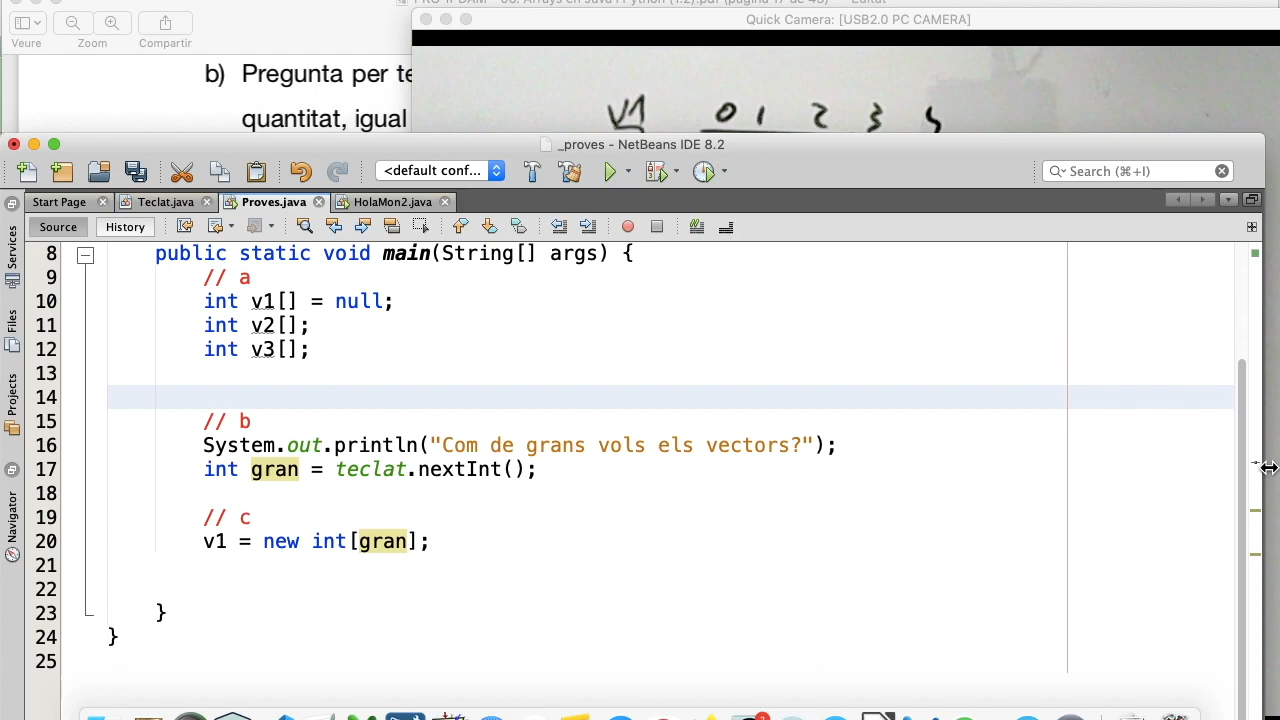 Quick Camera: [USB2.0 PC CAMERA]
Veure
Zoom
Compartir
b) Pregunta per te
quantitat, igual
V1 0 1 2 3 4
_proves - NetBeans IDE 8.2
<default conf...
Search (⌘+I)
Start Page
Teclat.java
Proves.java
HolaMon2.java
Source
History
Services
Files
Projects
Navigator
8 public static void main(String[] args) {
9 // a
10 int v1[] = null;
11 int v2[];
12 int v3[];
13
14
15 // b
16 System.out.println("Com de grans vols els vectors?");
17 int gran = teclat.nextInt();
18
19 // c
20 v1 = new int[gran];
21
22
23 }
24 }
25